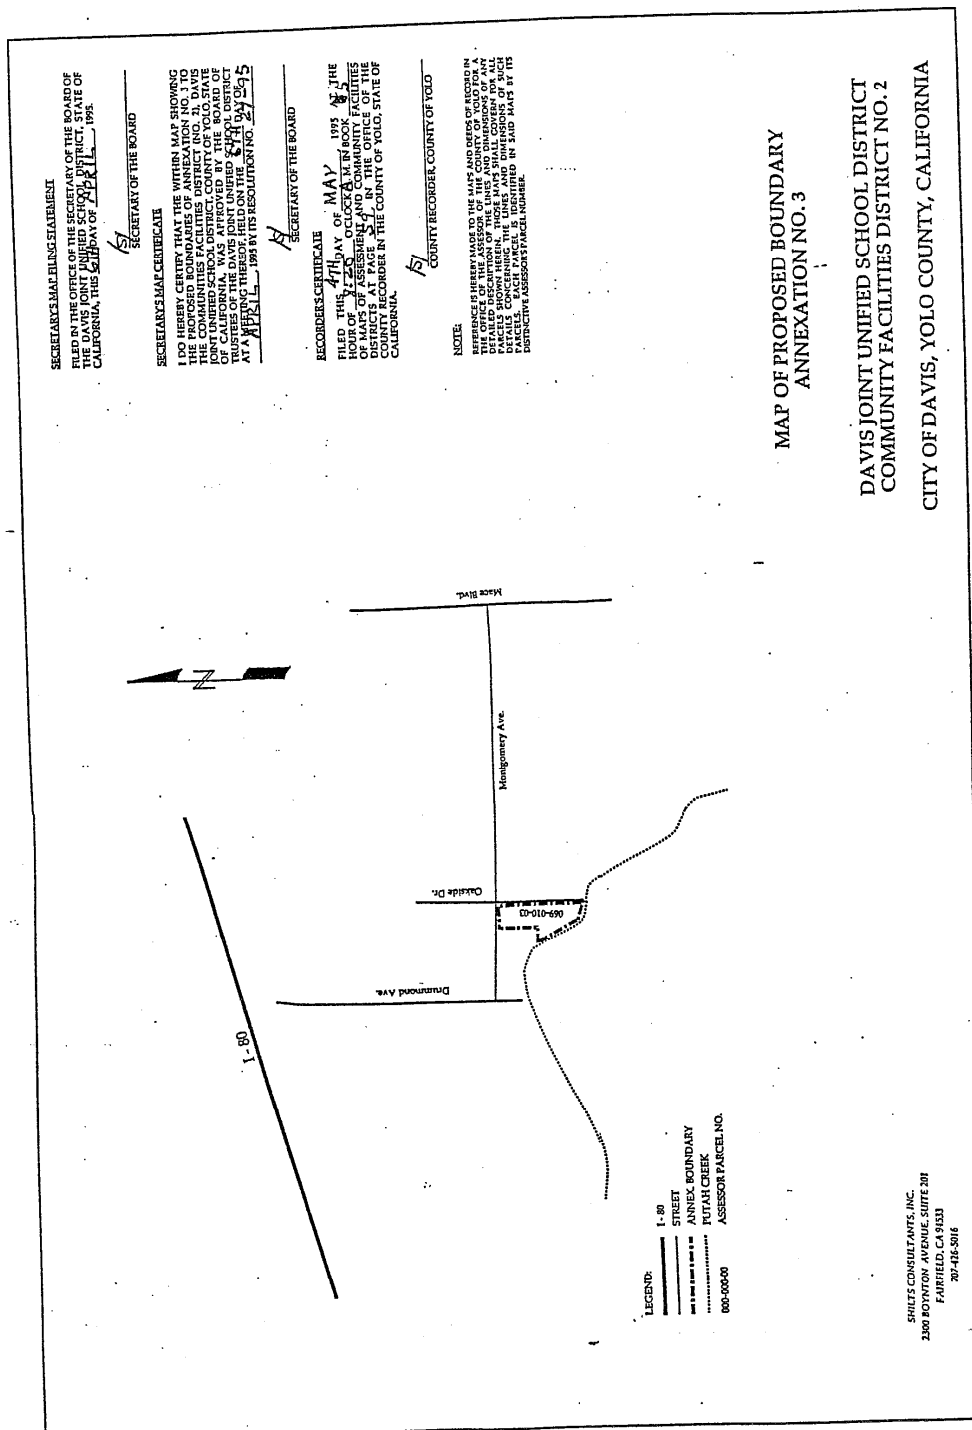 SECRETARY'S MAP FILING STATEMENT
FILED IN THE OFFICE OF THE SECRETARY OF THE BOARD OF
THE DAVIS JOINT UNIFIED SCHOOL DISTRICT, STATE OF
CALIFORNIA, THIS 6TH DAY OF APRIL, 1995.
/S/
SECRETARY OF THE BOARD
SECRETARY'S MAP CERTIFICATE
I DO HEREBY CERTIFY THAT THE WITHIN MAP SHOWING
THE PROPOSED BOUNDARIES OF ANNEXATION NO. 3 TO
THE COMMUNITIES FACILITIES DISTRICT (NO. 2), DAVIS
JOINT UNIFIED SCHOOL DISTRICT, COUNTY OF YOLO, STATE
OF CALIFORNIA, WAS APPROVED BY THE BOARD OF
TRUSTEES OF THE DAVIS JOINT UNIFIED SCHOOL DISTRICT
AT A MEETING THEREOF, HELD ON THE 6TH DAY OF
APRIL, 1995 BY ITS RESOLUTION NO. 27-95
/S/
SECRETARY OF THE BOARD
RECORDER'S CERTIFICATE
FILED THIS 4TH DAY OF MAY, 1995 AT THE
HOUR OF O'CLOCK A.M. IN BOOK
OF MAPS OF ASSESSMENT AND COMMUNITY FACILITIES
DISTRICTS AT PAGE 59, IN THE OFFICE OF THE
COUNTY RECORDER IN THE COUNTY OF YOLO, STATE OF
CALIFORNIA.
/S/
COUNTY RECORDER, COUNTY OF YOLO
NOTE:
REFERENCE IS HEREBY MADE TO THE MAPS AND DEEDS OF RECORD IN
THE OFFICE OF THE ASSESSOR OF THE COUNTY OF YOLO FOR A
DETAILED DESCRIPTION OF THE LINES AND DIMENSIONS OF ANY
PARCELS SHOWN HEREIN. THOSE MAPS SHALL GOVERN FOR ALL
DETAILS CONCERNING THE LINES AND DIMENSIONS OF SUCH
PARCELS. EACH PARCEL IS IDENTIFIED IN SAID MAPS BY ITS
DISTINCTIVE ASSESSOR'S PARCEL NUMBER.
MAP OF PROPOSED BOUNDARY
ANNEXATION NO. 3
DAVIS JOINT UNIFIED SCHOOL DISTRICT
COMMUNITY FACILITIES DISTRICT NO. 2
CITY OF DAVIS, YOLO COUNTY, CALIFORNIA
N
I - 80
Drummond Ave.
Oakside Dr.
Mace Blvd.
Montgomery Ave.
069-010-03
LEGEND:
I - 80
STREET
ANNEX. BOUNDARY
PUTAH CREEK
000-000-00 ASSESSOR PARCEL NO.
SHILTS CONSULTANTS, INC.
2300 BOYNTON AVENUE, SUITE 201
FAIRFIELD, CA 94533
707-426-5016